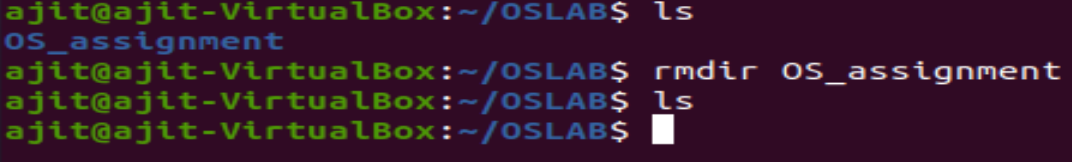 ajit@ajit-VirtualBox:~/OSLAB$ ls
OS_assignment
ajit@ajit-VirtualBox:~/OSLAB$ rmdir OS_assignment
ajit@ajit-VirtualBox:~/OSLAB$ ls
ajit@ajit-VirtualBox:~/OSLAB$